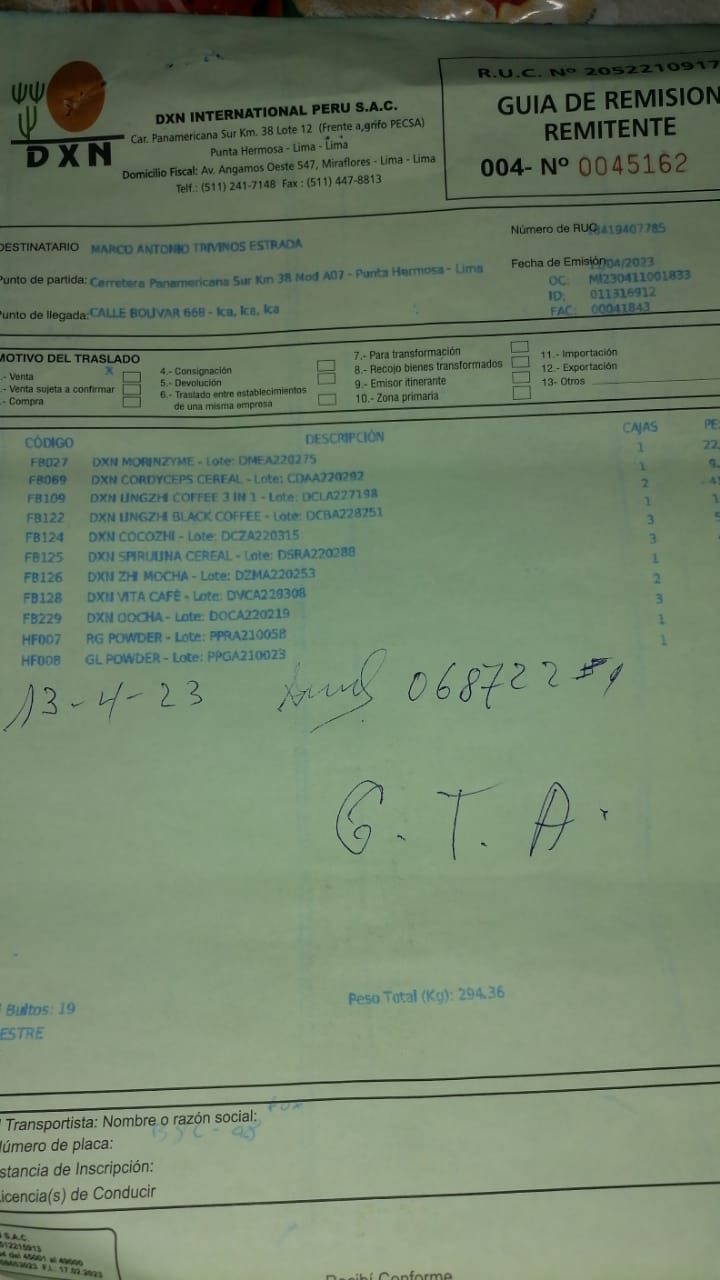 DXN
DXN INTERNATIONAL PERU S.A.C.
Car. Panamericana Sur Km. 38 Lote 12 (Frente a grifo PECSA)
Punta Hermosa - Lima - Lima
Domicilio Fiscal: Av. Angamos Oeste 547, Miraflores - Lima - Lima
Telf.: (511) 241-7148 Fax : (511) 447-8813
R.U.C. Nº 2052210917
GUIA DE REMISION
REMITENTE
004- Nº 0045162
DESTINATARIO MARCO ANTONIO TRIVINOS ESTRADA
Número de RUC
Punto de partida: Carretera Panamericana Sur Km 38 Mod A07 - Punta Hermosa - Lima
Fecha de Emisión /04/2023
OC: MI230411001833
ID: 011316912
FAC: 00041843
Punto de llegada: CALLE BOLIVAR 668 - Ica, Ica, Ica
MOTIVO DEL TRASLADO
.- Venta X
.- Venta sujeta a confirmar
.- Compra
4.- Consignación
5.- Devolución
6.- Traslado entre establecimientos
de una misma empresa
7.- Para transformación
8.- Recojo bienes transformados
9.- Emisor itinerante
10.- Zona primaria
11.- Importación
12.- Exportación
13- Otros
CÓDIGO DESCRIPCIÓN CAJAS PE
FB027 DXN MORINZYME - Lote: DMEA220275 1 22,
FB069 DXN CORDYCEPS CEREAL - Lote: CDAA220292 1 9.
FB109 DXN LINGZHI COFFEE 3 IN 1 - Lote: DCLA227198 2
FB122 DXN LINGZHI BLACK COFFEE - Lote: DCBA228251 1
FB124 DXN COCOZHI - Lote: DCZA220315 3
FB125 DXN SPIRULINA CEREAL - Lote: DSRA220288 3
FB126 DXN ZHI MOCHA - Lote: DZMA220253 1
FB128 DXN VITA CAFÉ - Lote: DVCA228308 2
FB229 DXN OOCHA - Lote: DOCA220219 3
HF007 RG POWDER - Lote: PPRA210058 1
HF008 GL POWDER - Lote: PPGA210023 1
13-4-23 068722
G. T. A.
Bultos: 19
Peso Total (Kg): 294.36
ESTRE
Transportista: Nombre o razón social:
Número de placa:
stancia de Inscripción:
icencia(s) de Conducir
S.A.C.
Recibí Conforme